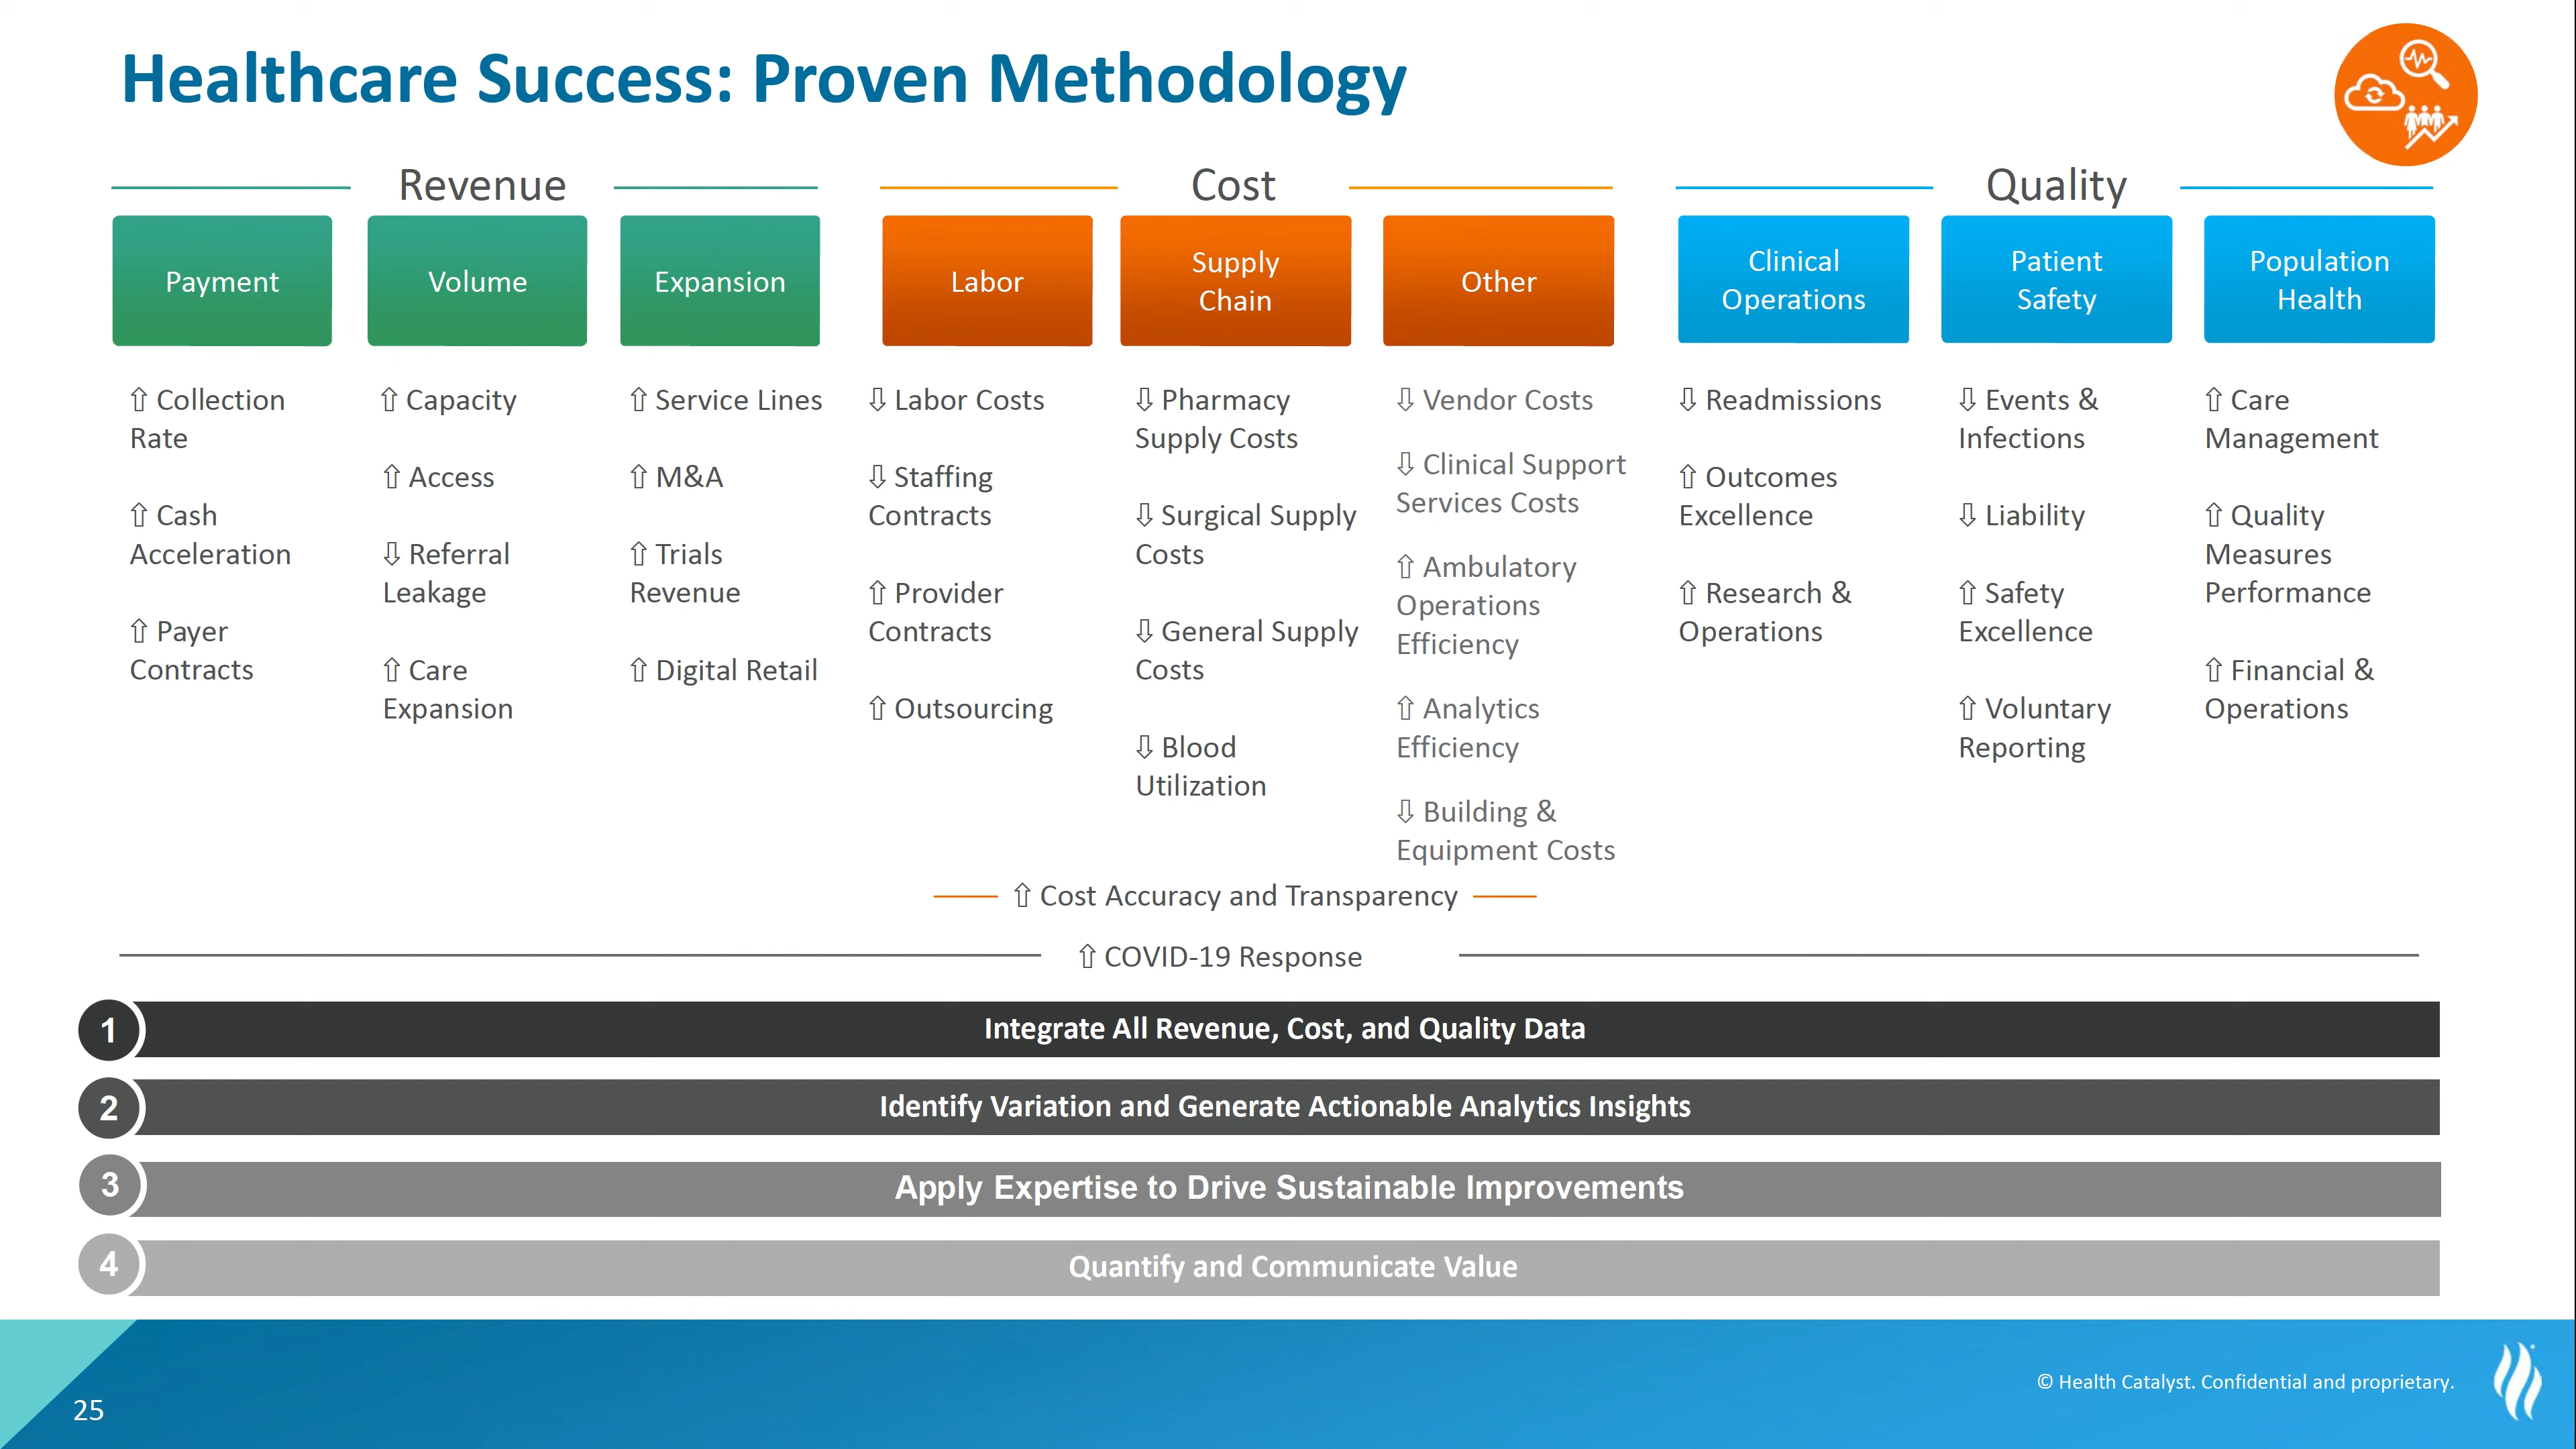 Healthcare Success: Proven Methodology
Revenue
Payment
Volume
Expansion
⇧ Collection
Rate
⇧ Cash
Acceleration
⇧ Payer
Contracts
⇧ Capacity
⇧ Access
⇩ Referral
Leakage
⇧ Care
Expansion
⇧ Service Lines
⇧ M&A
⇧ Trials
Revenue
⇧ Digital Retail
Cost
Labor
Supply
Chain
Other
⇩ Labor Costs
⇩ Staffing
Contracts
⇧ Provider
Contracts
⇧ Outsourcing
⇩ Pharmacy
Supply Costs
⇩ Surgical Supply
Costs
⇩ General Supply
Costs
⇩ Blood
Utilization
⇩ Vendor Costs
⇩ Clinical Support
Services Costs
⇧ Ambulatory
Operations
Efficiency
⇧ Analytics
Efficiency
⇩ Building &
Equipment Costs
Quality
Clinical
Operations
Patient
Safety
Population
Health
⇩ Readmissions
⇧ Outcomes
Excellence
⇧ Research &
Operations
⇩ Events &
Infections
⇩ Liability
⇧ Safety
Excellence
⇧ Voluntary
Reporting
⇧ Care
Management
⇧ Quality
Measures
Performance
⇧ Financial &
Operations
⇧ Cost Accuracy and Transparency
⇧ COVID-19 Response
1 Integrate All Revenue, Cost, and Quality Data
2 Identify Variation and Generate Actionable Analytics Insights
3 Apply Expertise to Drive Sustainable Improvements
4 Quantify and Communicate Value
25
© Health Catalyst. Confidential and proprietary.